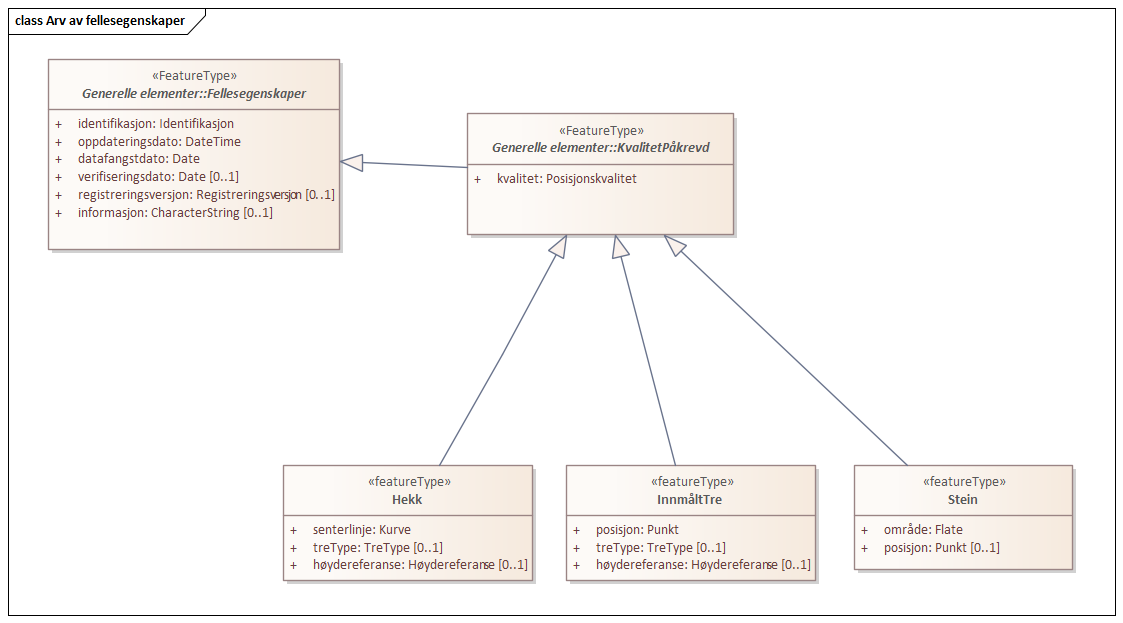 class Arv av fellesegenskaper
«FeatureType»
Generelle elementer::Fellesegenskaper
+ identifikasjon: Identifikasjon
+ oppdateringsdato: DateTime
+ datafangstdato: Date
+ verifiseringsdato: Date [0..1]
+ registreringsversjon: Registreringsversjon [0..1]
+ informasjon: CharacterString [0..1]
«FeatureType»
Generelle elementer::KvalitetPåkrevd
+ kvalitet: Posisjonskvalitet
«featureType»
Hekk
+ senterlinje: Kurve
+ treType: TreType [0..1]
+ høydereferanse: Høydereferanse [0..1]
«featureType»
InnmåltTre
+ posisjon: Punkt
+ treType: TreType [0..1]
+ høydereferanse: Høydereferanse [0..1]
«featureType»
Stein
+ område: Flate
+ posisjon: Punkt [0..1]